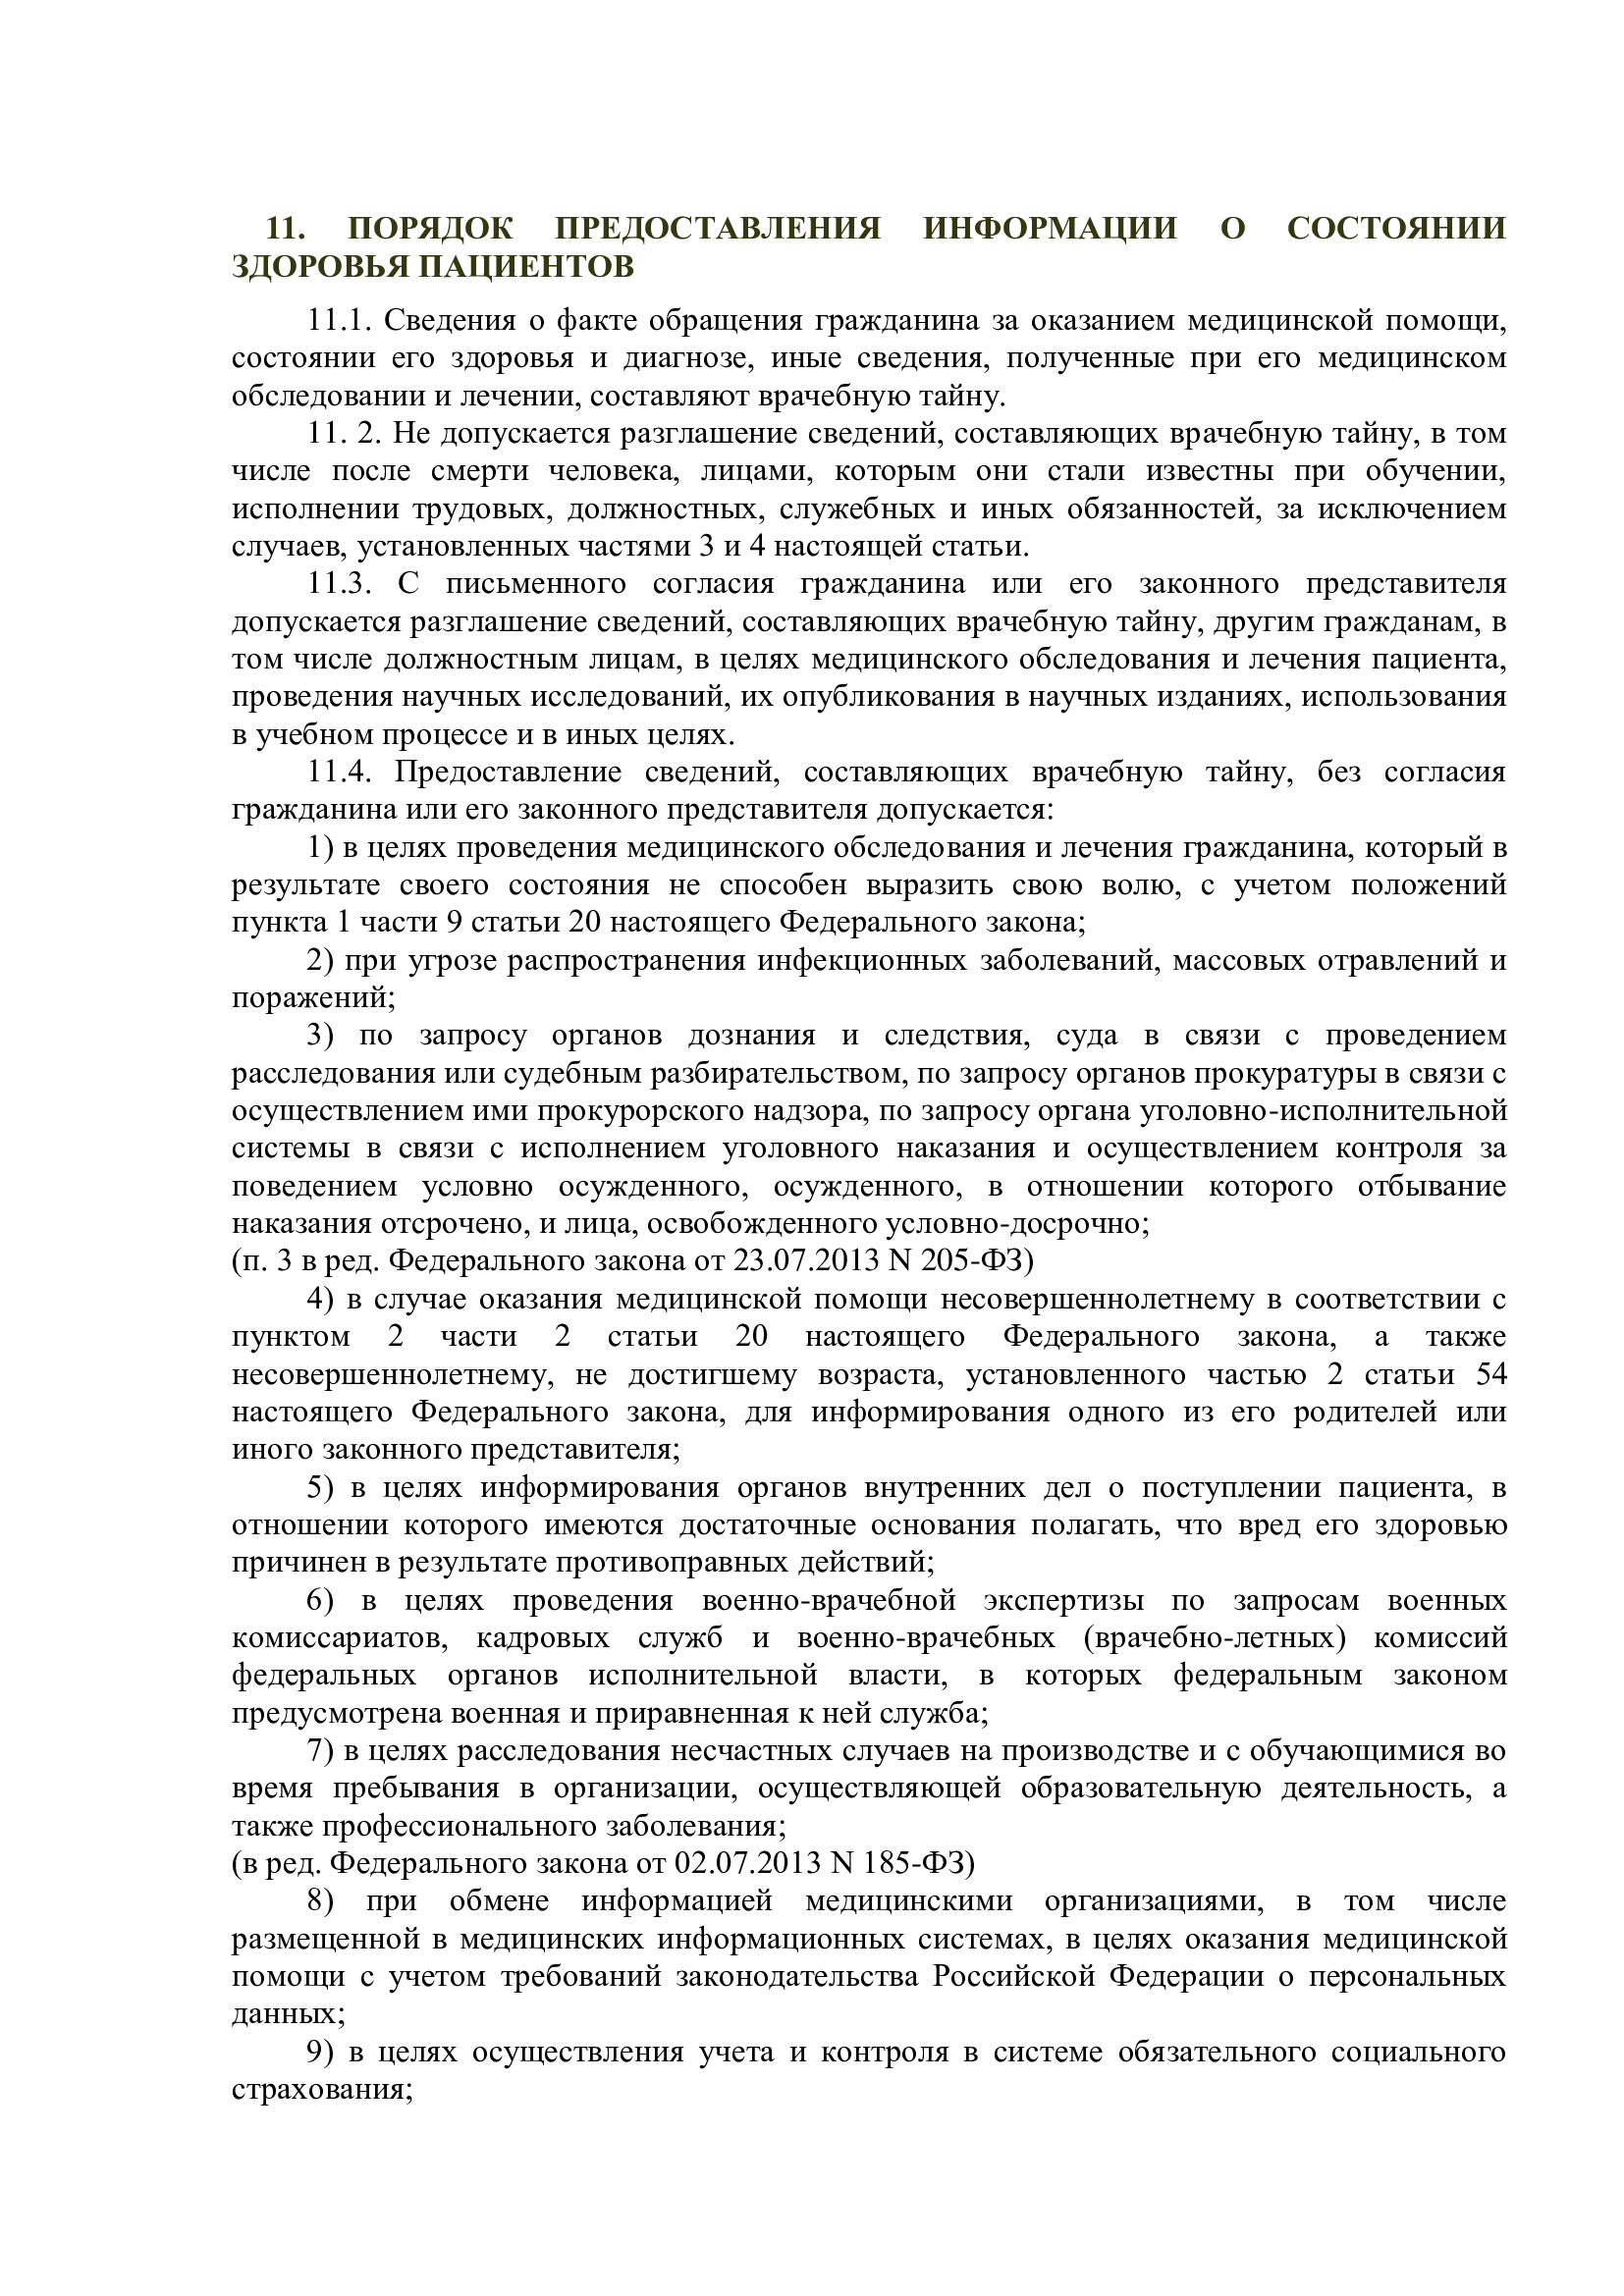 11. ПОРЯДОК ПРЕДОСТАВЛЕНИЯ ИНФОРМАЦИИ О СОСТОЯНИИ
ЗДОРОВЬЯ ПАЦИЕНТОВ
11.1. Сведения о факте обращения гражданина за оказанием медицинской помощи,
состоянии его здоровья и диагнозе, иные сведения, полученные при его медицинском
обследовании и лечении, составляют врачебную тайну.
11. 2. Не допускается разглашение сведений, составляющих врачебную тайну, в том
числе после смерти человека, лицами, которым они стали известны при обучении,
исполнении трудовых, должностных, служебных и иных обязанностей, за исключением
случаев, установленных частями 3 и 4 настоящей статьи.
11.3. С письменного согласия гражданина или его законного представителя
допускается разглашение сведений, составляющих врачебную тайну, другим гражданам, в
том числе должностным лицам, в целях медицинского обследования и лечения пациента,
проведения научных исследований, их опубликования в научных изданиях, использования
в учебном процессе и в иных целях.
11.4. Предоставление сведений, составляющих врачебную тайну, без согласия
гражданина или его законного представителя допускается:
1) в целях проведения медицинского обследования и лечения гражданина, который в
результате своего состояния не способен выразить свою волю, с учетом положений
пункта 1 части 9 статьи 20 настоящего Федерального закона;
2) при угрозе распространения инфекционных заболеваний, массовых отравлений и
поражений;
3) по запросу органов дознания и следствия, суда в связи с проведением
расследования или судебным разбирательством, по запросу органов прокуратуры в связи с
осуществлением ими прокурорского надзора, по запросу органа уголовно-исполнительной
системы в связи с исполнением уголовного наказания и осуществлением контроля за
поведением условно осужденного, осужденного, в отношении которого отбывание
наказания отсрочено, и лица, освобожденного условно-досрочно;
(п. 3 в ред. Федерального закона от 23.07.2013 N 205-ФЗ)
4) в случае оказания медицинской помощи несовершеннолетнему в соответствии с
пунктом 2 части 2 статьи 20 настоящего Федерального закона, а также
несовершеннолетнему, не достигшему возраста, установленного частью 2 статьи 54
настоящего Федерального закона, для информирования одного из его родителей или
иного законного представителя;
5) в целях информирования органов внутренних дел о поступлении пациента, в
отношении которого имеются достаточные основания полагать, что вред его здоровью
причинен в результате противоправных действий;
6) в целях проведения военно-врачебной экспертизы по запросам военных
комиссариатов, кадровых служб и военно-врачебных (врачебно-летных) комиссий
федеральных органов исполнительной власти, в которых федеральным законом
предусмотрена военная и приравненная к ней служба;
7) в целях расследования несчастных случаев на производстве и с обучающимися во
время пребывания в организации, осуществляющей образовательную деятельность, а
также профессионального заболевания;
(в ред. Федерального закона от 02.07.2013 N 185-ФЗ)
8) при обмене информацией медицинскими организациями, в том числе
размещенной в медицинских информационных системах, в целях оказания медицинской
помощи с учетом требований законодательства Российской Федерации о персональных
данных;
9) в целях осуществления учета и контроля в системе обязательного социального
страхования;